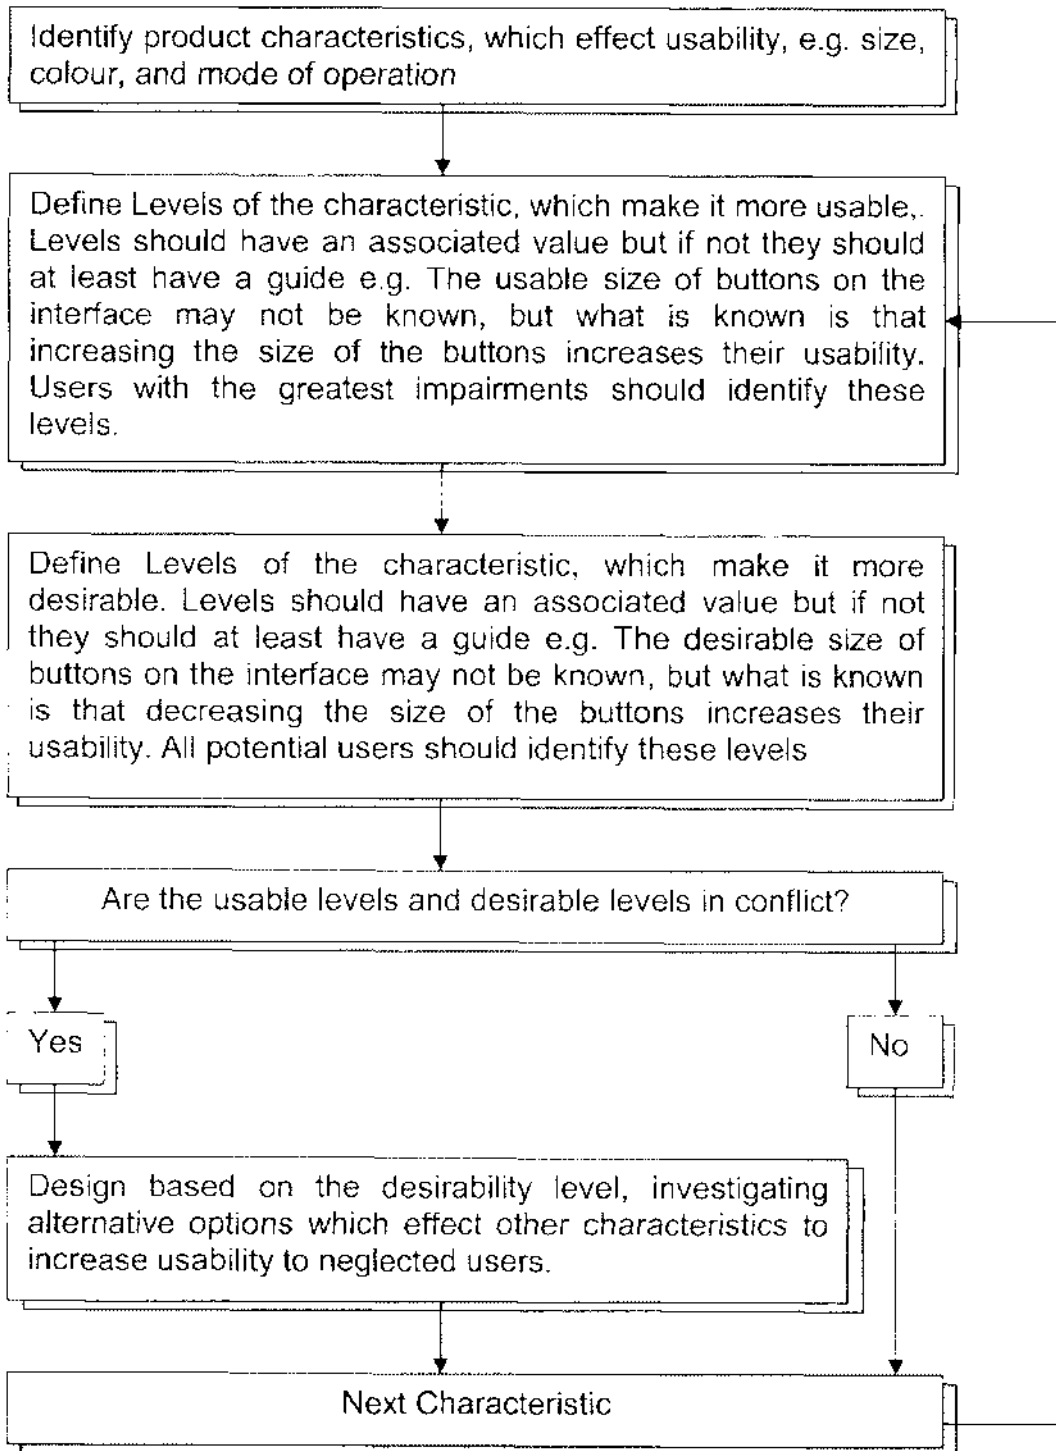 Identify product characteristics, which effect usability, e.g. size,
colour, and mode of operation
Define Levels of the characteristic, which make it more usable,.
Levels should have an associated value but if not they should
at least have a guide e.g. The usable size of buttons on the
interface may not be known, but what is known is that
increasing the size of the buttons increases their usability.
Users with the greatest impairments should identify these
levels.
Define Levels of the characteristic, which make it more
desirable. Levels should have an associated value but if not
they should at least have a guide e.g. The desirable size of
buttons on the interface may not be known, but what is known
is that decreasing the size of the buttons increases their
usability. All potential users should identify these levels
Are the usable levels and desirable levels in conflict?
Yes
No
Design based on the desirability level, investigating
alternative options which effect other characteristics to
increase usability to neglected users.
Next Characteristic